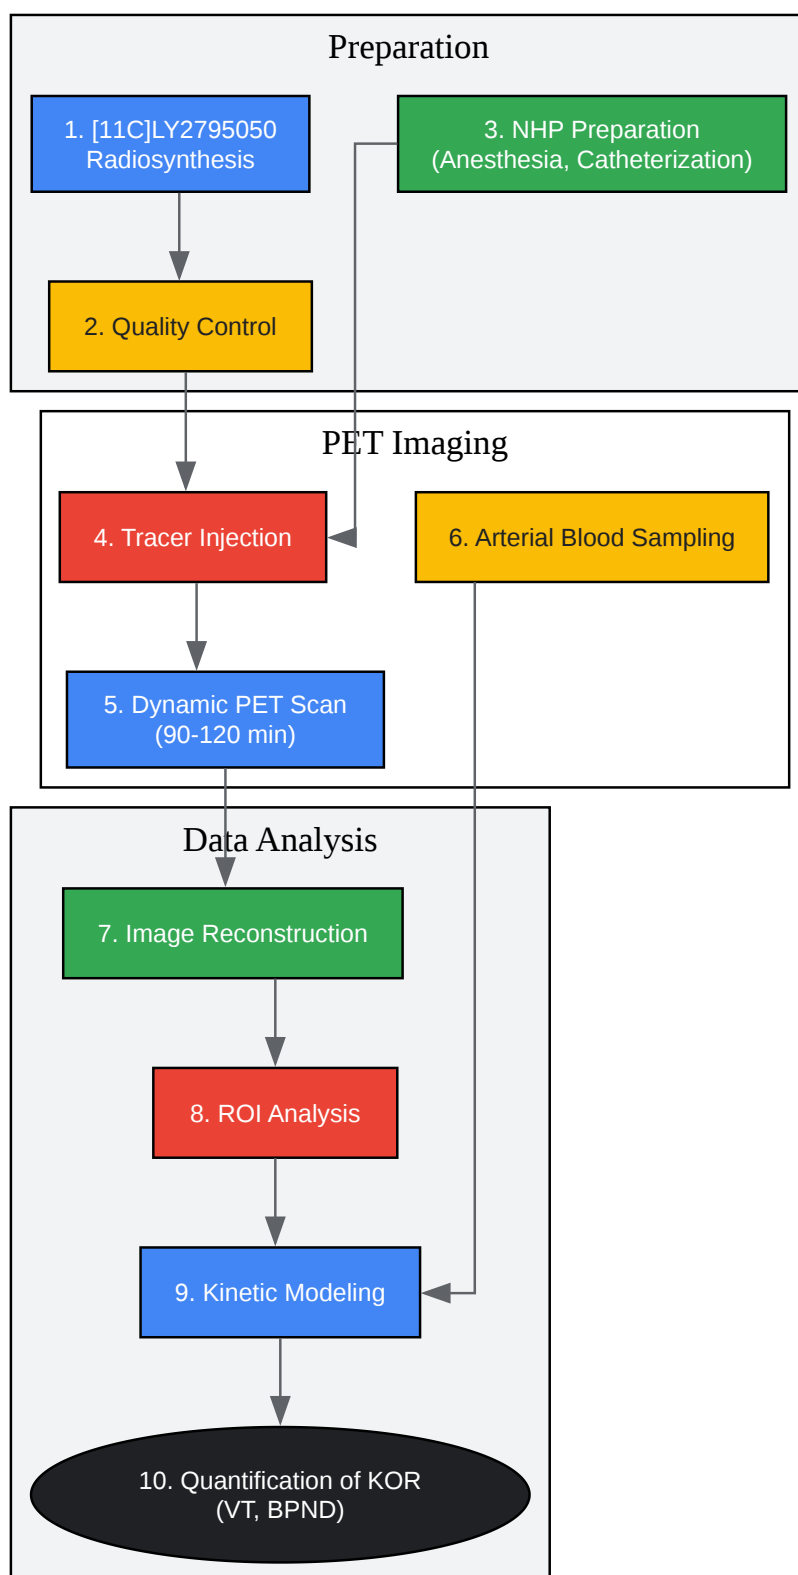 Preparation
1. [11C]LY2795050
Radiosynthesis
3. NHP Preparation
(Anesthesia, Catheterization)
2. Quality Control
PET Imaging
4. Tracer Injection
6. Arterial Blood Sampling
5. Dynamic PET Scan
(90-120 min)
Data Analysis
7. Image Reconstruction
8. ROI Analysis
9. Kinetic Modeling
10. Quantification of KOR
(VT, BPND)